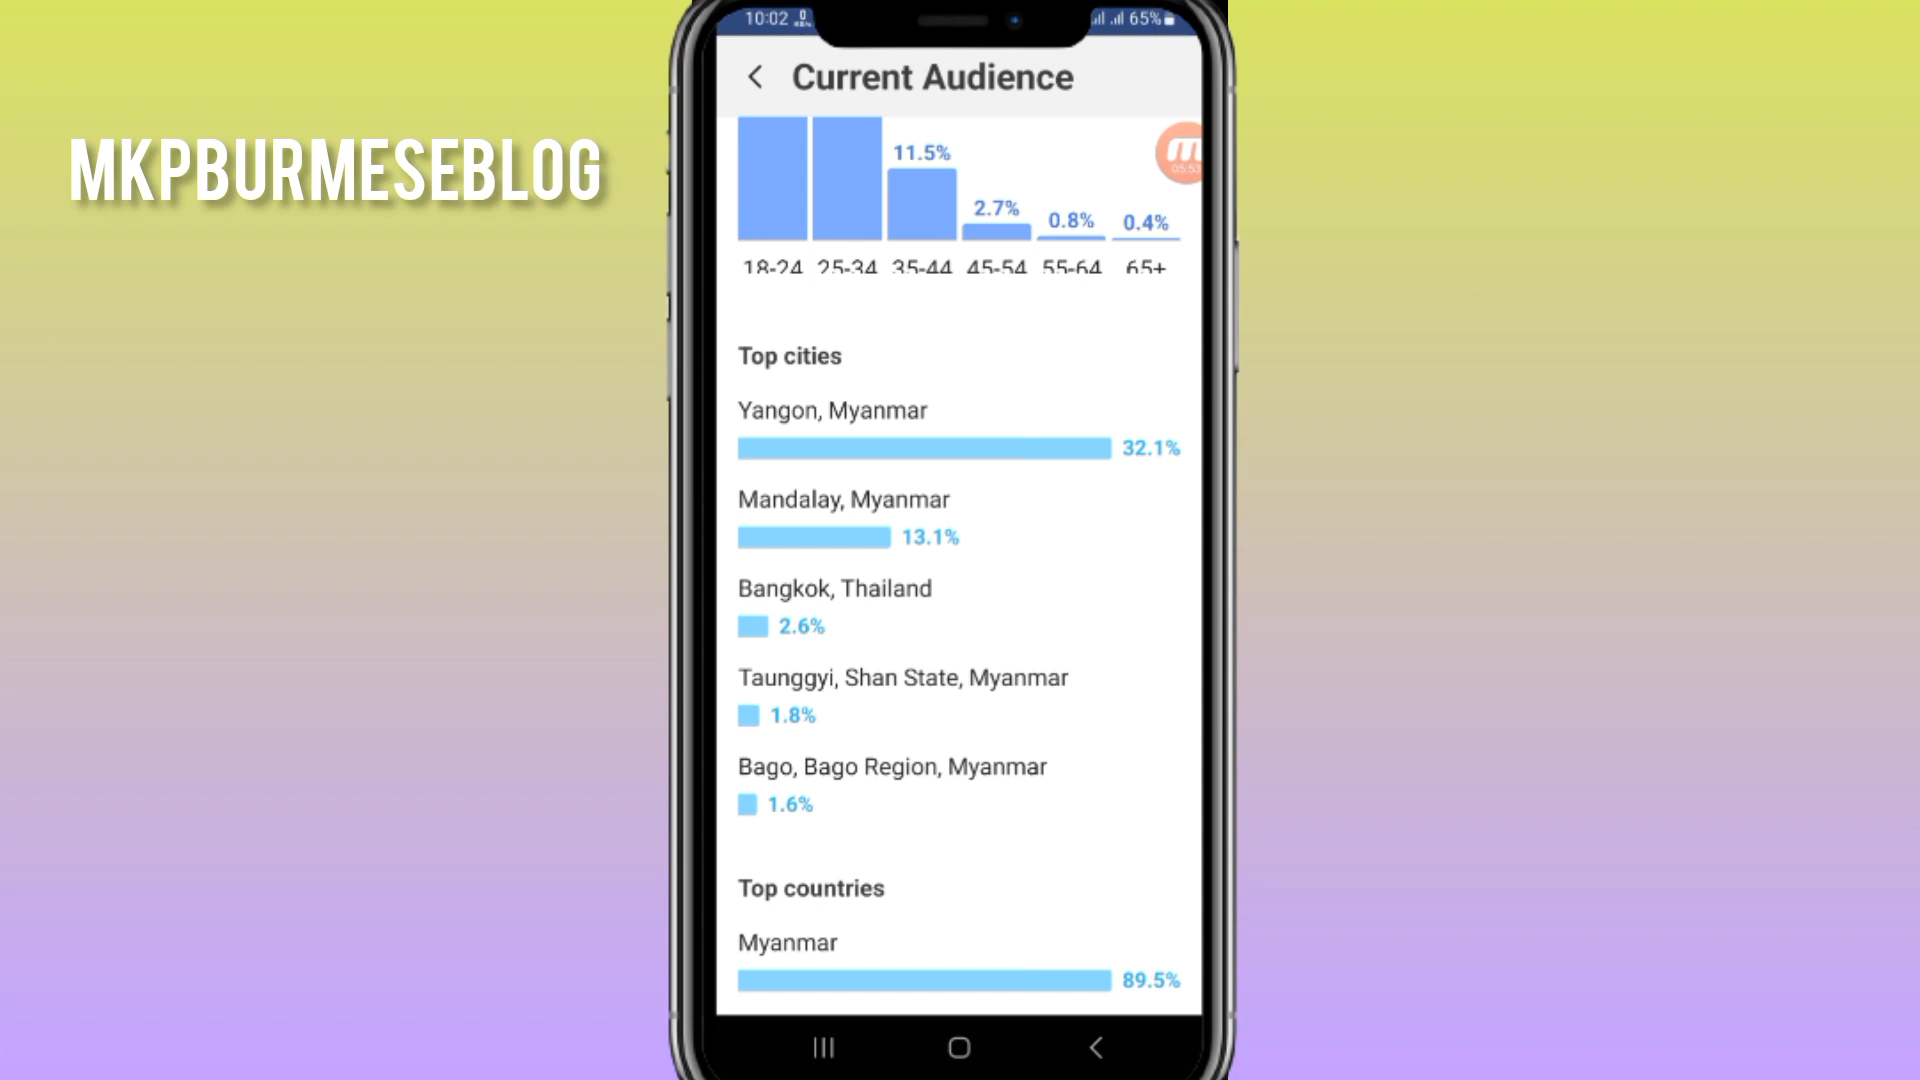 10:02
65%
Current Audience
MKPBURMESEBLOG
11.5%
2.7%
0.8%
0.4%
05:53
18-24 25-34 35-44 45-54 55-64 65+
Top cities
Yangon, Myanmar
32.1%
Mandalay, Myanmar
13.1%
Bangkok, Thailand
2.6%
Taunggyi, Shan State, Myanmar
1.8%
Bago, Bago Region, Myanmar
1.6%
Top countries
Myanmar
89.5%